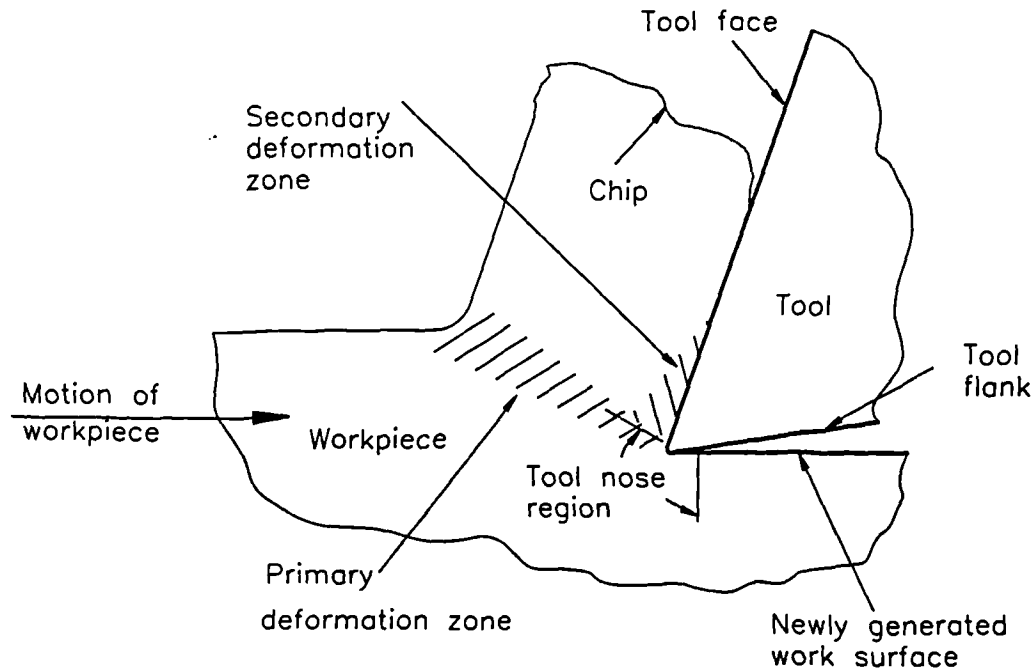 Tool face
Secondary
deformation
zone
Chip
Tool
Tool
flank
Motion of
workpiece
Workpiece
Tool nose
region
Primary
deformation zone
Newly generated
work surface